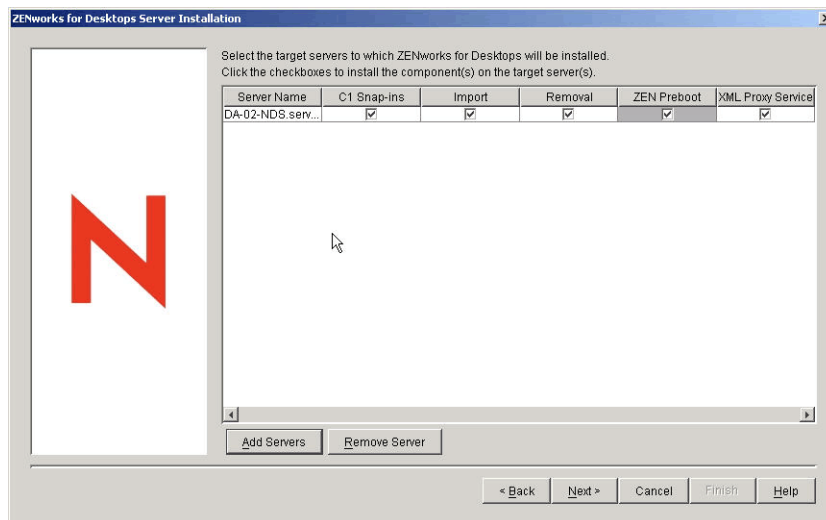 ZENworks for Desktops Server Installation
Select the target servers to which ZENworks for Desktops will be installed.
Click the checkboxes to install the component(s) on the target server(s).
Server Name C1 Snap-ins Import Removal ZEN Preboot XML Proxy Service
DA-02-NDS.serv...
N
Add Servers Remove Server
< Back Next > Cancel Finish Help